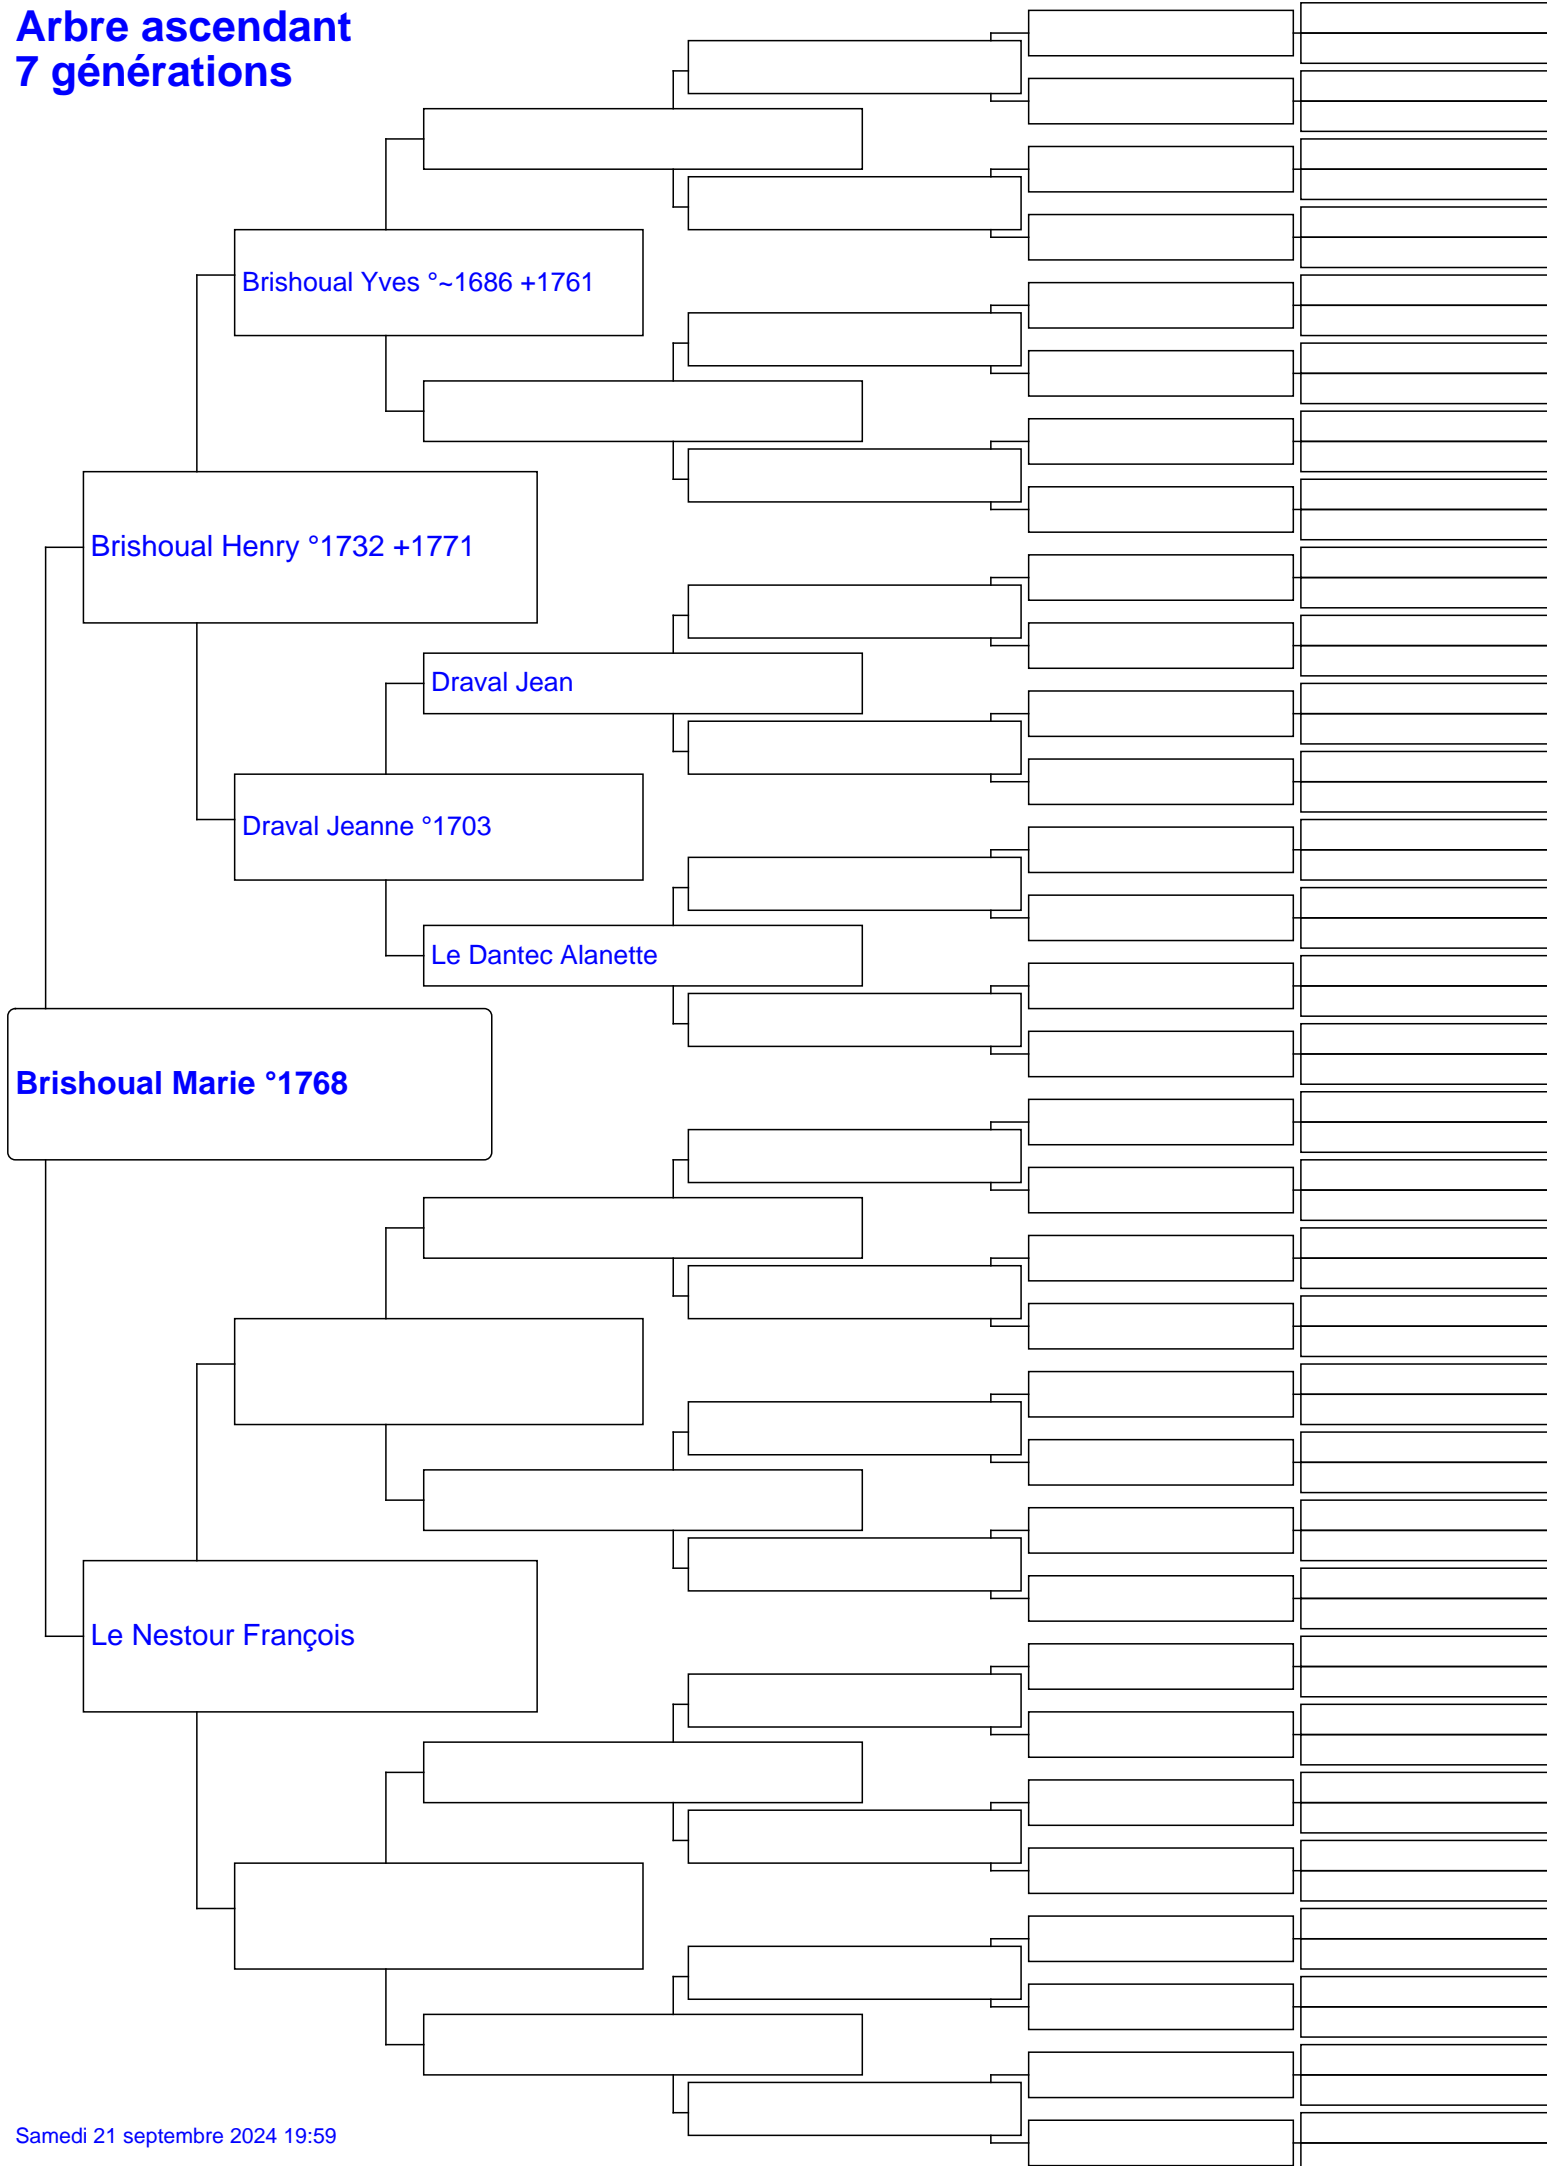 Arbre ascendant
7 générations
Brishoual Yves °~1686 +1761
Brishoual Henry °1732 +1771
Draval Jean
Draval Jeanne °1703
Le Dantec Alanette
Brishoual Marie °1768
Le Nestour François
Samedi 21 septembre 2024 19:59